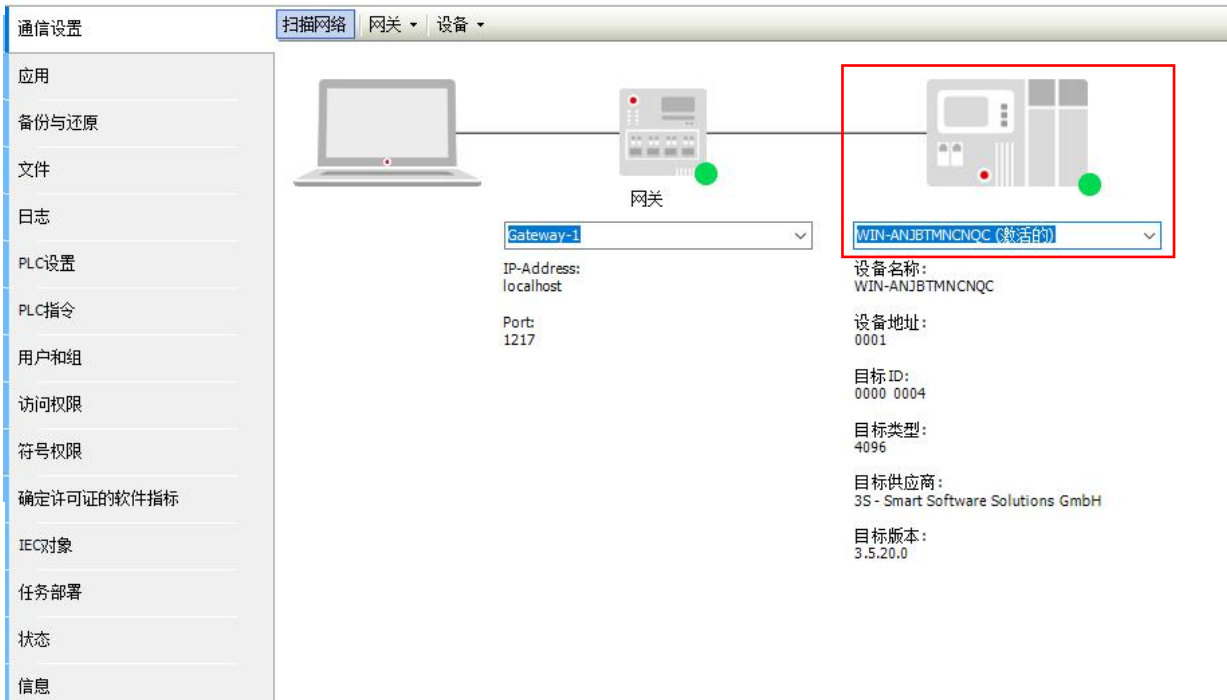 通信设置
应用
备份与还原
文件
日志
PLC设置
PLC指令
用户和组
访问权限
符号权限
确定许可证的软件指标
IEC对象
任务部署
状态
信息
扫描网络 网关 设备
网关
Gateway-1
IP-Address:
localhost
Port:
1217
WIN-ANJBTMNCNQC (激活的)
设备名称:
WIN-ANJBTMNCNQC
设备地址:
0001
目标ID:
0000 0004
目标类型:
4096
目标供应商:
3S - Smart Software Solutions GmbH
目标版本:
3.5.20.0